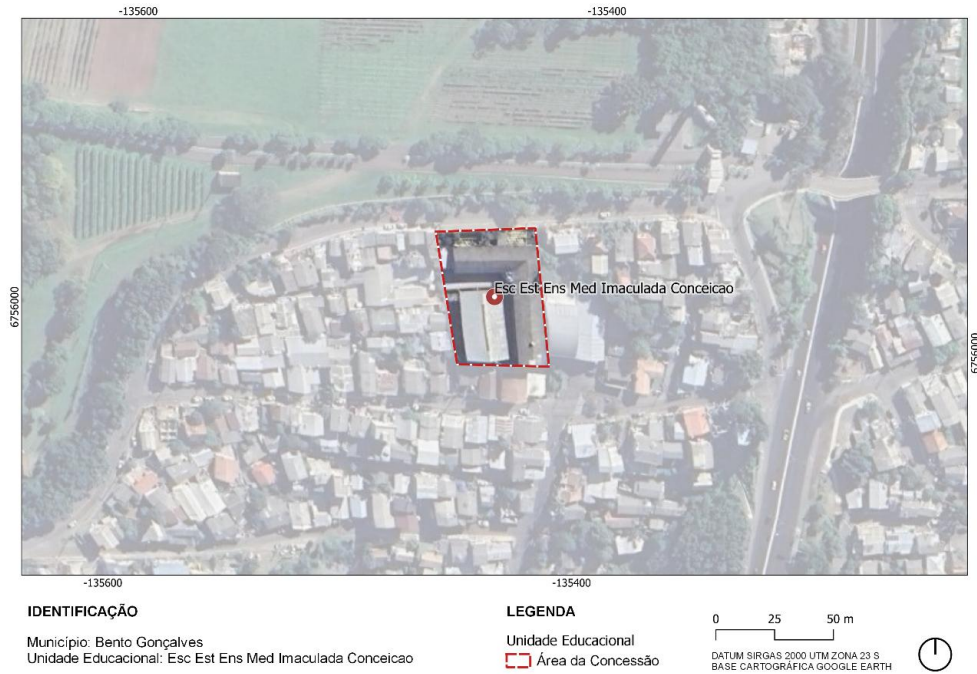 -135600
-135400
6756000
Esc Est Ens Med Imaculada Conceicao
6756000
-135600
-135400
IDENTIFICAÇÃO
Município: Bento Gonçalves
Unidade Educacional: Esc Est Ens Med Imaculada Conceicao
LEGENDA
Unidade Educacional
Área da Concessão
0 25 50 m
DATUM SIRGAS 2000 UTM ZONA 23 S
BASE CARTOGRÁFICA GOOGLE EARTH